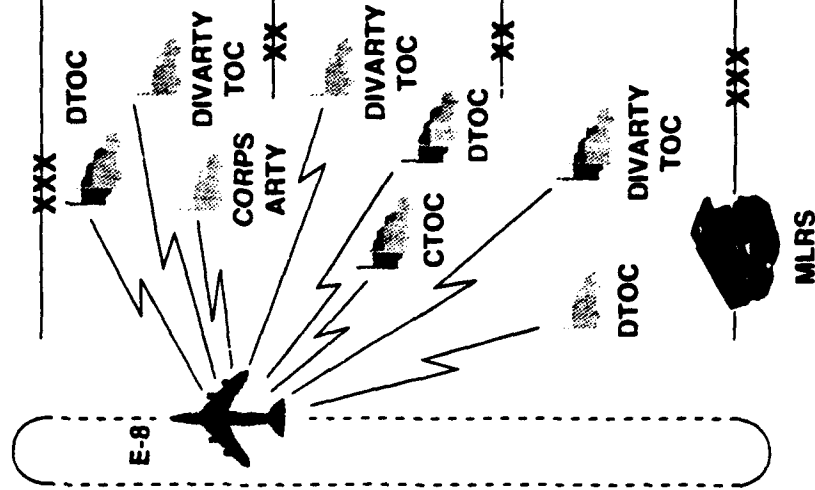 E-8
XXX
DTOC
DIVARTY
TOC
CORPS
ARTY
XX
DIVARTY
TOC
DTOC
CTOC
XX
DIVARTY
TOC
DTOC
XXX
MLRS